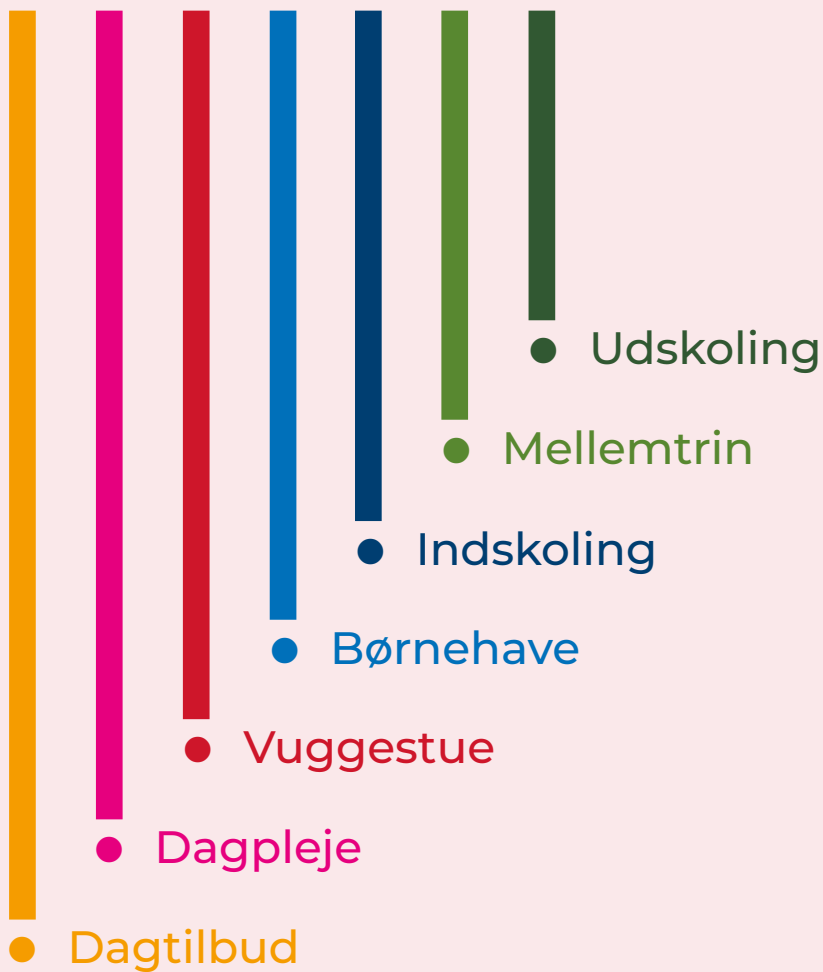 Udskoling
Mellemtrin
Indskoling
Børnehave
Vuggestue
Dagpleje
Dagtilbud